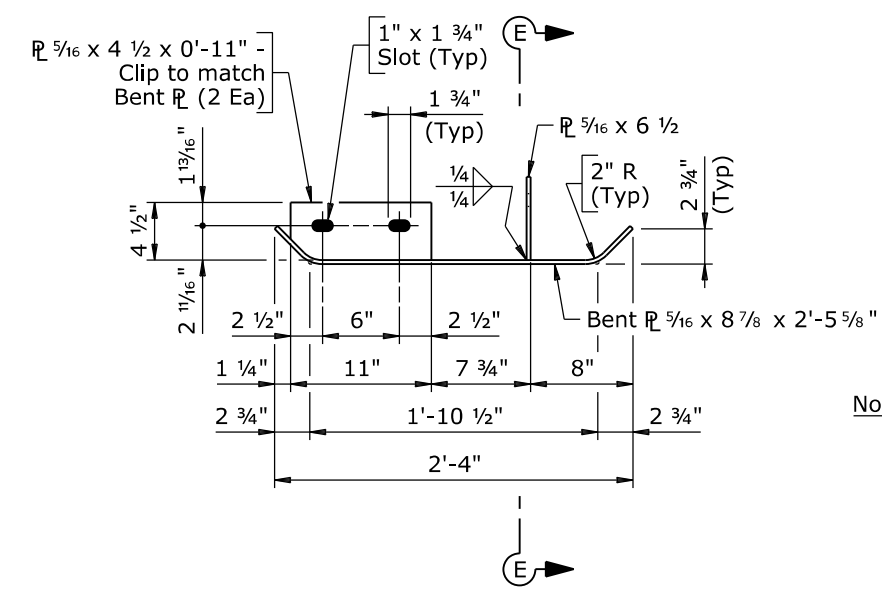 E
℄ 5/16 x 4 1/2 x 0'-11" -
Clip to match
Bent ℄ (2 Ea)
1" x 1 3/4"
Slot (Typ)
1 3/4"
(Typ)
℄ 5/16 x 6 1/2
2" R
(Typ)
2 3/4"
(Typ)
1/4
1/4
1 13/16"
4 1/2"
2 11/16"
Bent ℄ 5/16 x 8 7/8 x 2'-5 5/8"
2 1/2"
6"
2 1/2"
1 1/4"
11"
7 3/4"
8"
No
2 3/4"
1'-10 1/2"
2 3/4"
2'-4"
E